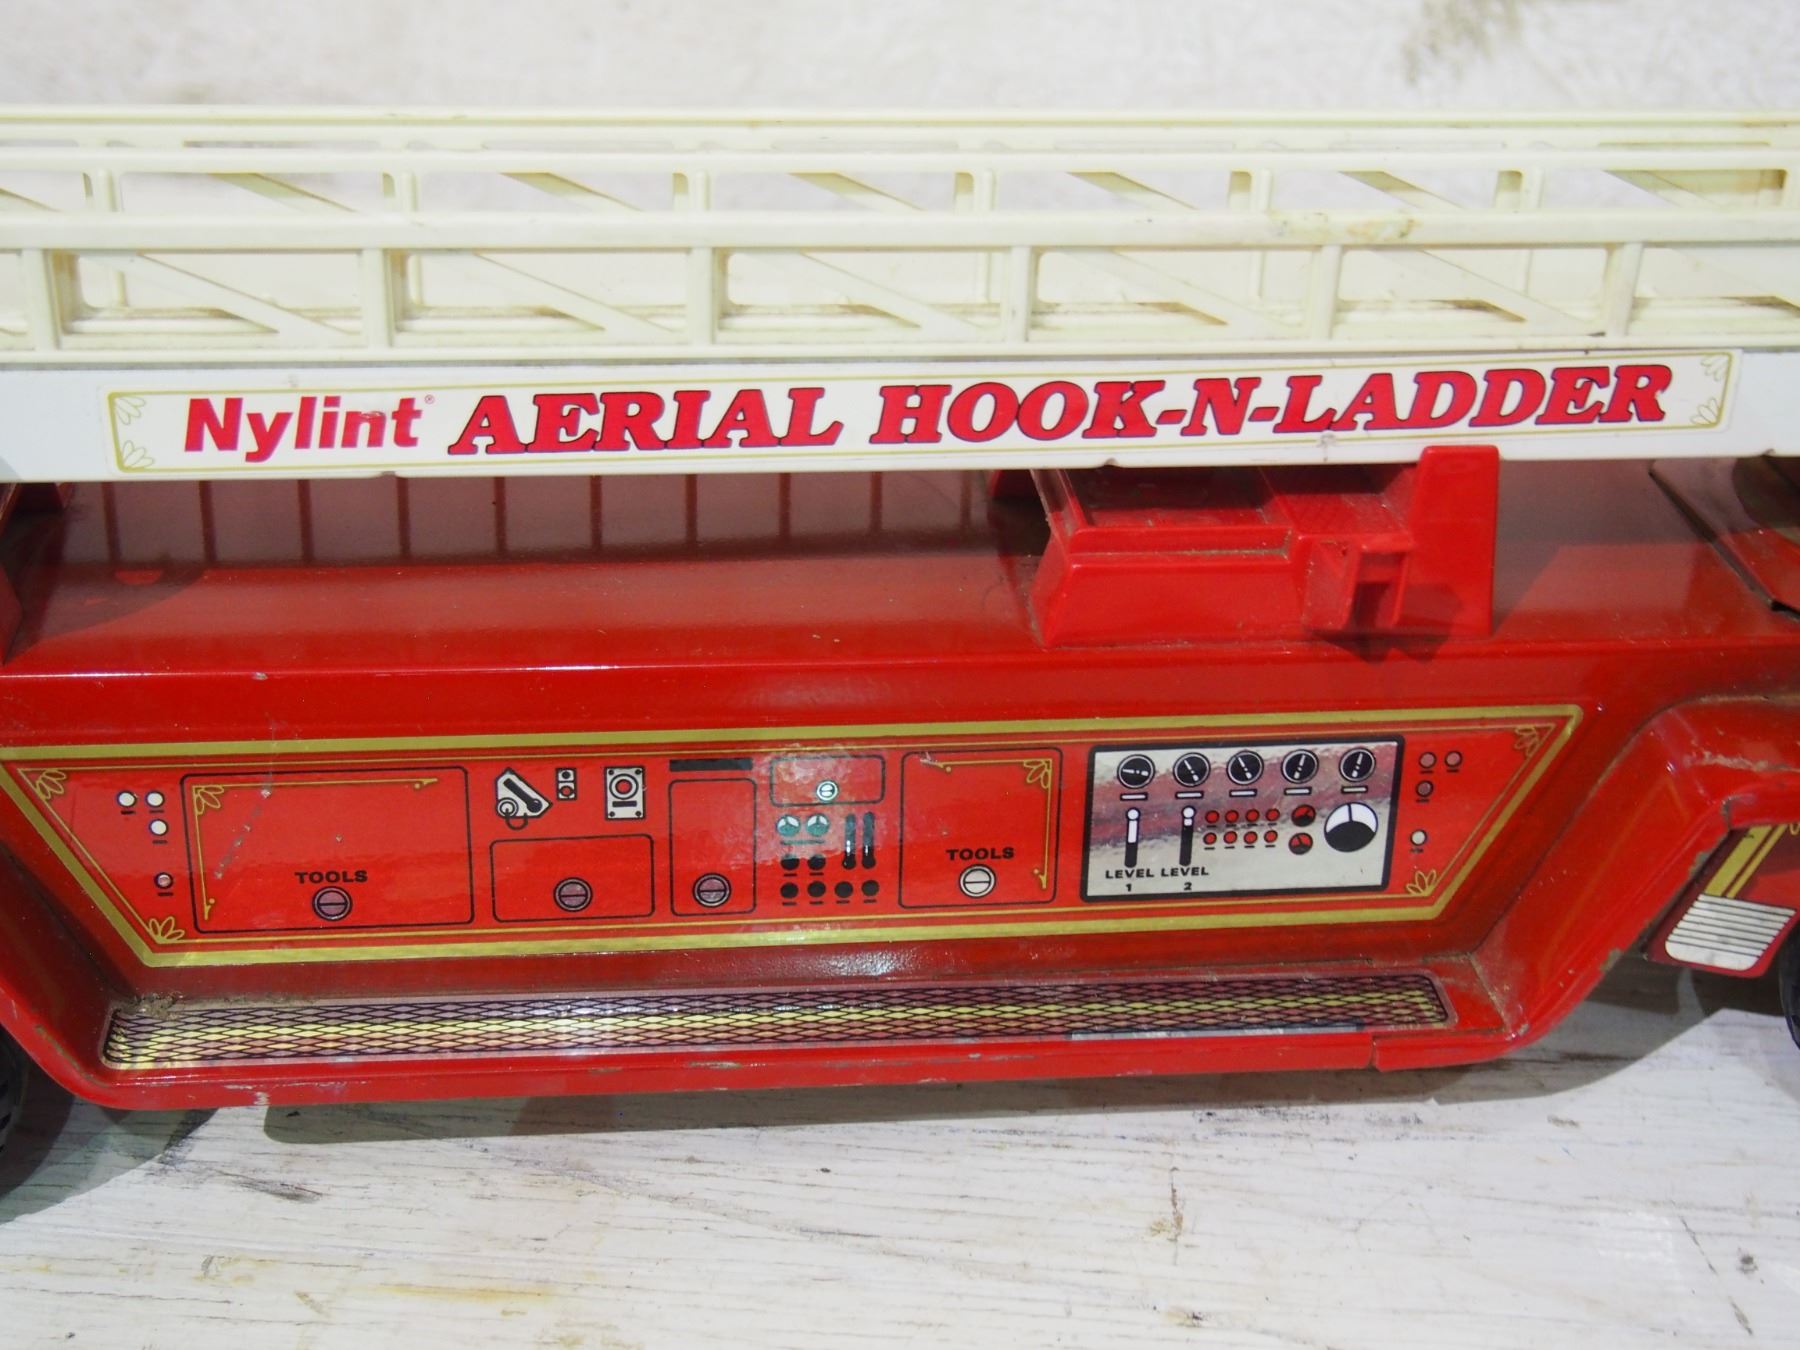 Nylint® AERIAL HOOK-N-LADDER
TOOLS
TOOLS
LEVEL LEVEL
1 2